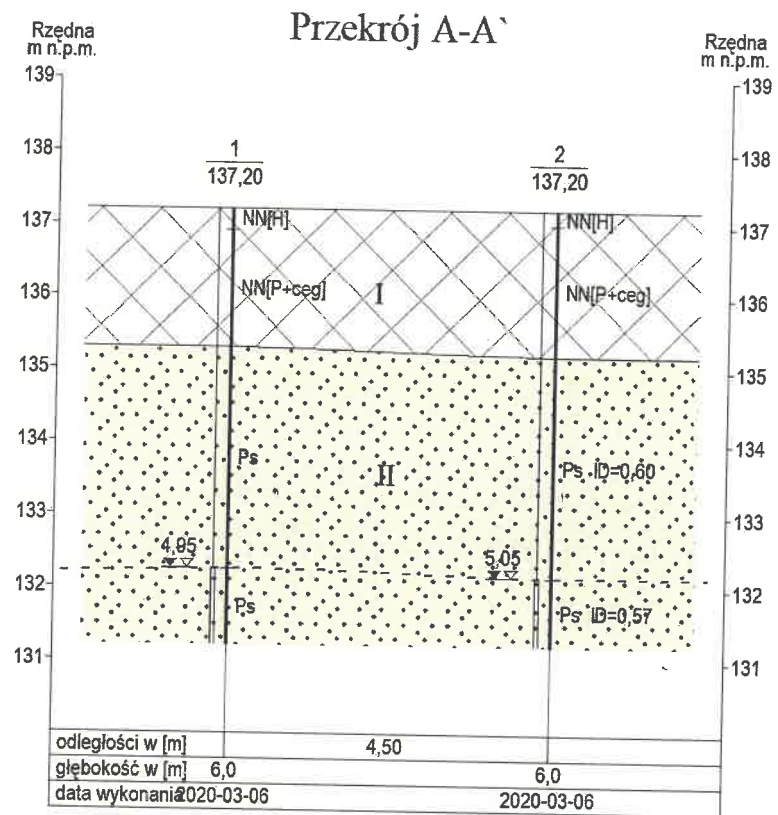 Przekrój A-A`
Rzędna
m n.p.m.
Rzędna
m n.p.m.
139
138
137
136
135
134
133
132
131
139
138
137
136
135
134
133
132
131
1
137,20
2
137,20
NN[H]
NN[H]
NN[P+ceg]
I
NN[P+ceg]
Ps
II
Ps ID=0,60
4,95
5,05
Ps
Ps ID=0,57
odległości w [m] 4,50
głębokość w [m] 6,0 6,0
data wykonania 2020-03-06 2020-03-06